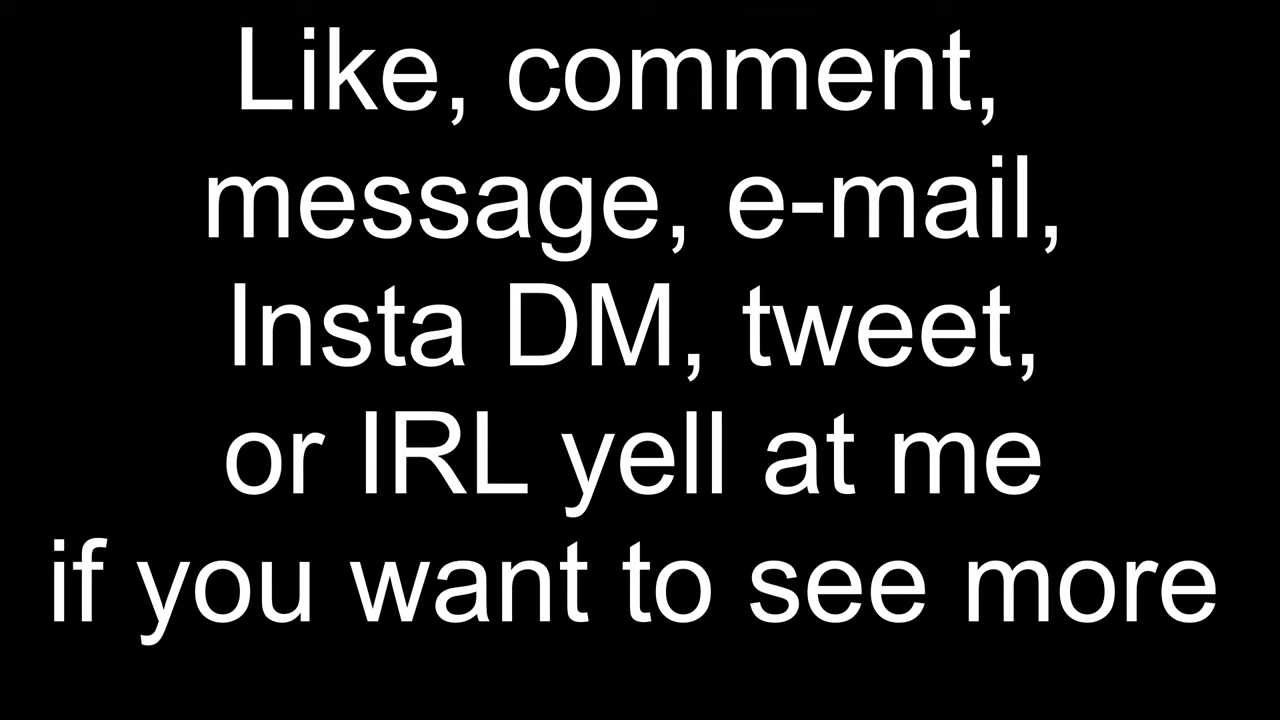 Like, comment,
message, e-mail,
Insta DM, tweet,
or IRL yell at me
if you want to see more